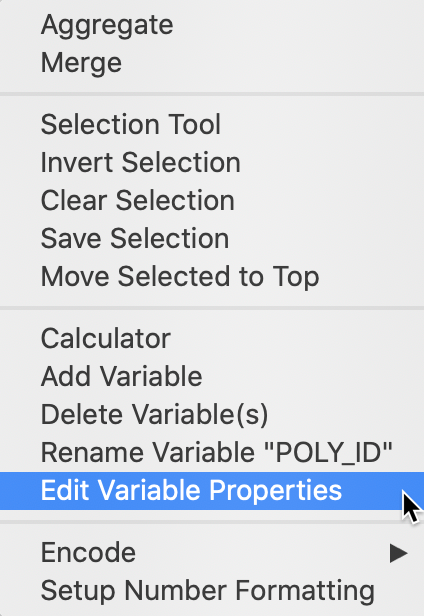 Aggregate
Merge
Selection Tool
Invert Selection
Clear Selection
Save Selection
Move Selected to Top
Calculator
Add Variable
Delete Variable(s)
Rename Variable "POLY_ID"
Edit Variable Properties
Encode
Setup Number Formatting